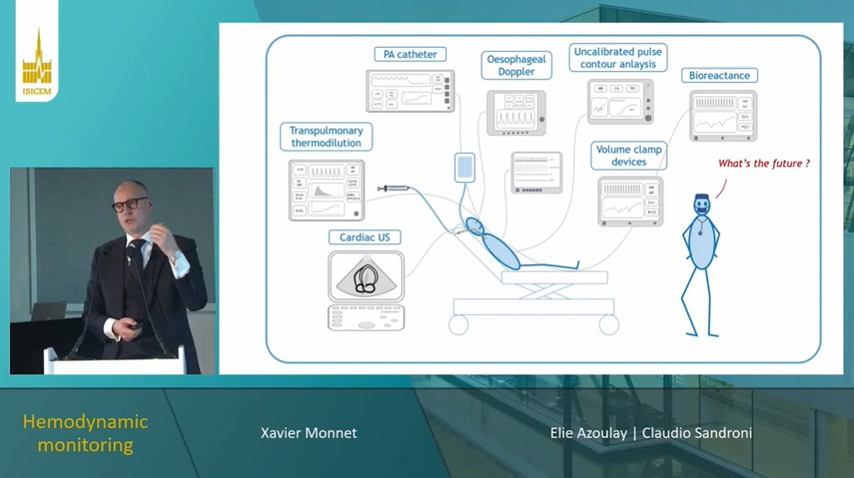 ISICEM
PA catheter
Oesophageal
Doppler
Uncalibrated pulse
contour anlaysis
Bioreactance
Transpulmonary
thermodilution
Volume clamp
devices
What's the future ?
Cardiac US
Hemodynamic
monitoring
Xavier Monnet
Elie Azoulay | Claudio Sandroni